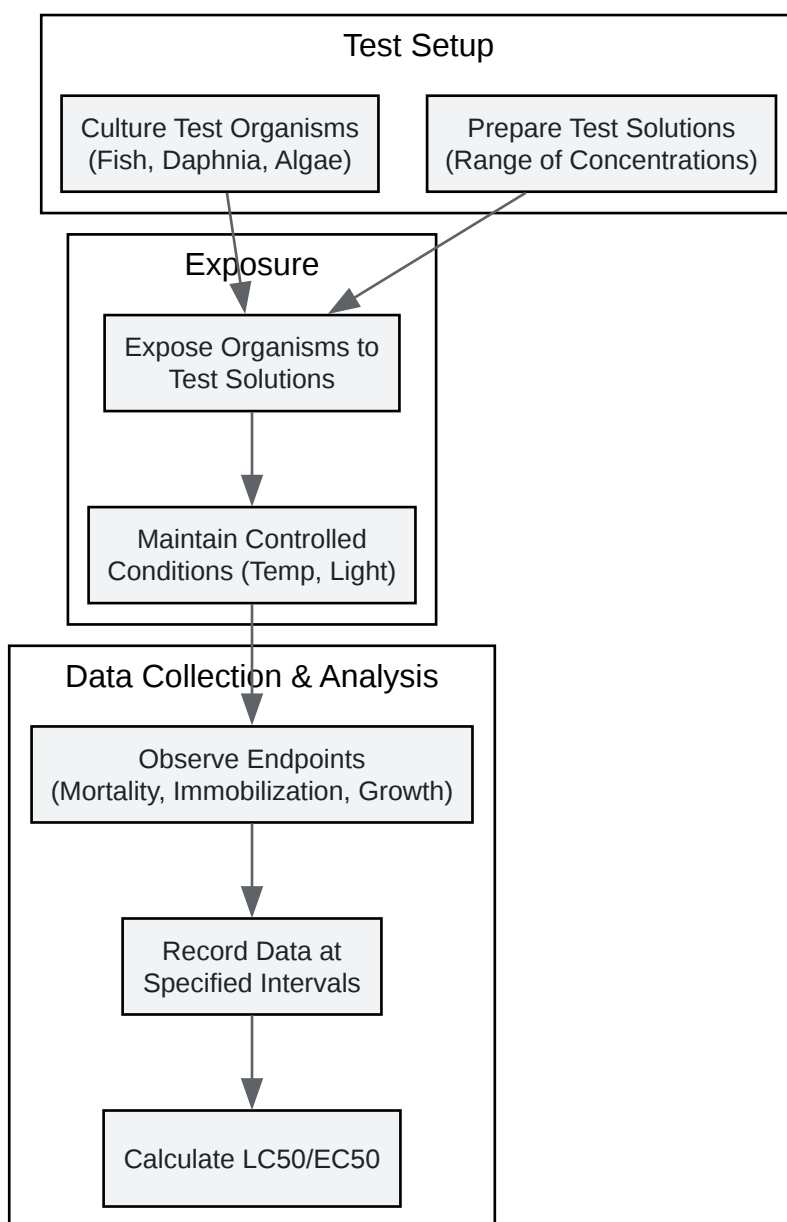 Test Setup
Culture Test Organisms
(Fish, Daphnia, Algae)
Prepare Test Solutions
(Range of Concentrations)
Exposure
Expose Organisms to
Test Solutions
Maintain Controlled
Conditions (Temp, Light)
Data Collection & Analysis
Observe Endpoints
(Mortality, Immobilization, Growth)
Record Data at
Specified Intervals
Calculate LC50/EC50